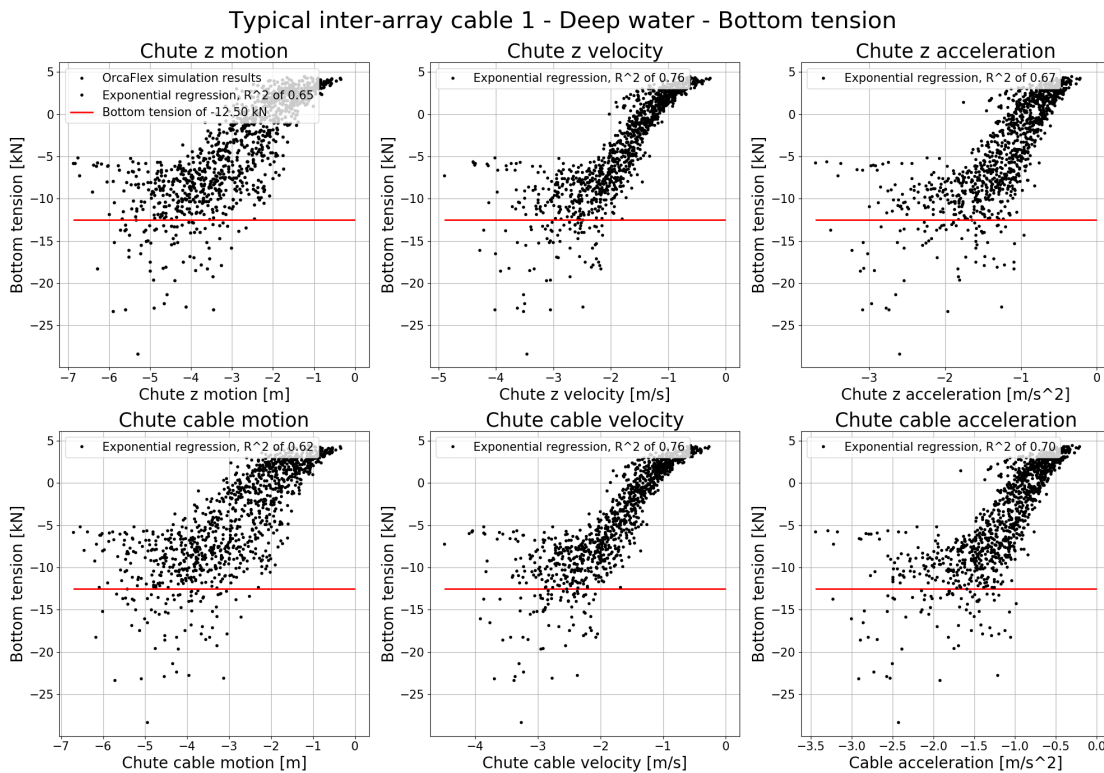 Typical inter-array cable 1 - Deep water - Bottom tension
Chute z motion
Chute z velocity
Chute z acceleration
OrcaFlex simulation results
Exponential regression, R^2 of 0.65
Bottom tension of -12.50 kN
Exponential regression, R^2 of 0.76
Exponential regression, R^2 of 0.67
Bottom tension [kN]
5
0
−5
−10
−15
−20
−25
Bottom tension [kN]
5
0
−5
−10
−15
−20
−25
Bottom tension [kN]
5
0
−5
−10
−15
−20
−25
−7 −6 −5 −4 −3 −2 −1 0
−5 −4 −3 −2 −1 0
−3 −2 −1 0
Chute z motion [m]
Chute z velocity [m/s]
Chute z acceleration [m/s^2]
Chute cable motion
Chute cable velocity
Chute cable acceleration
Exponential regression, R^2 of 0.62
Exponential regression, R^2 of 0.76
Exponential regression, R^2 of 0.70
Bottom tension [kN]
5
0
−5
−10
−15
−20
−25
Bottom tension [kN]
5
0
−5
−10
−15
−20
−25
Bottom tension [kN]
5
0
−5
−10
−15
−20
−25
−7 −6 −5 −4 −3 −2 −1 0
−4 −3 −2 −1 0
−3.5 −3.0 −2.5 −2.0 −1.5 −1.0 −0.5 0.0
Chute cable motion [m]
Chute cable velocity [m/s]
Cable acceleration [m/s^2]